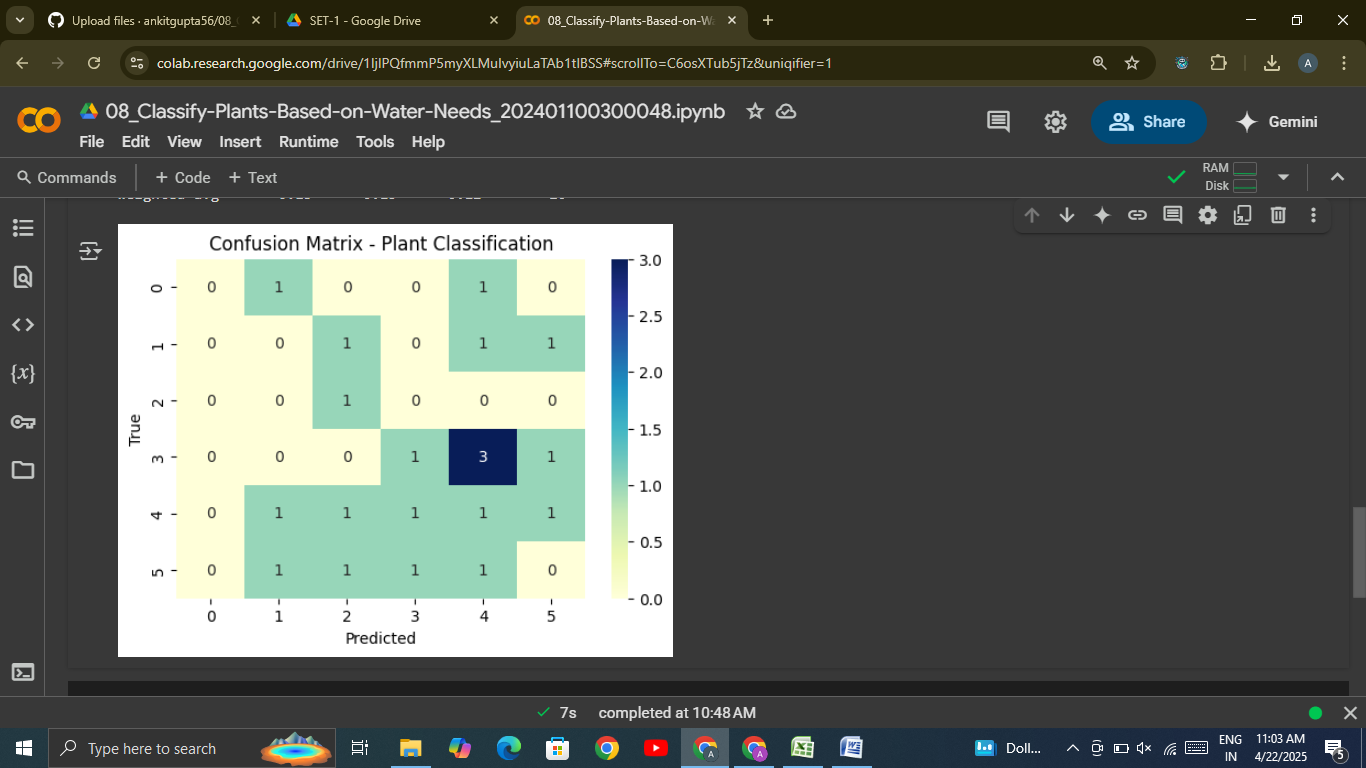 Upload files · ankitgupta56/08_
SET-1 - Google Drive
08_Classify-Plants-Based-on-Wa
colab.research.google.com/drive/1ljIPQfmmP5myXLMuIvyiuLaTAb1tIBSS#scrollTo=C6osXTub5jTz&uniqifier=1
A
08_Classify-Plants-Based-on-Water-Needs_202401100300048.ipynb
Share
Gemini
File Edit View Insert Runtime Tools Help
Commands
+ Code + Text
RAM
Disk
Confusion Matrix - Plant Classification
0 0 1 0 0 1 0
1 0 0 1 0 1 1
2 0 0 1 0 0 0
3 0 0 0 1 3 1
4 0 1 1 1 1 1
5 0 1 1 1 1 0
0 1 2 3 4 5
True
Predicted
3.0
2.5
2.0
1.5
1.0
0.5
0.0
{x}
7s completed at 10:48 AM
Type here to search
Doll...
ENG
IN
11:03 AM
4/22/2025
5